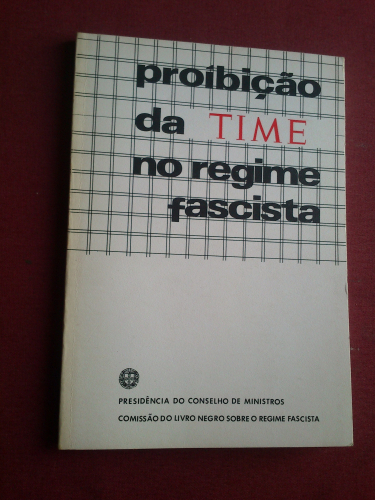 proibição
da TIME
no regime
fascista
PRESIDÊNCIA DO CONSELHO DE MINISTROS
COMISSÃO DO LIVRO NEGRO SOBRE O REGIME FASCISTA